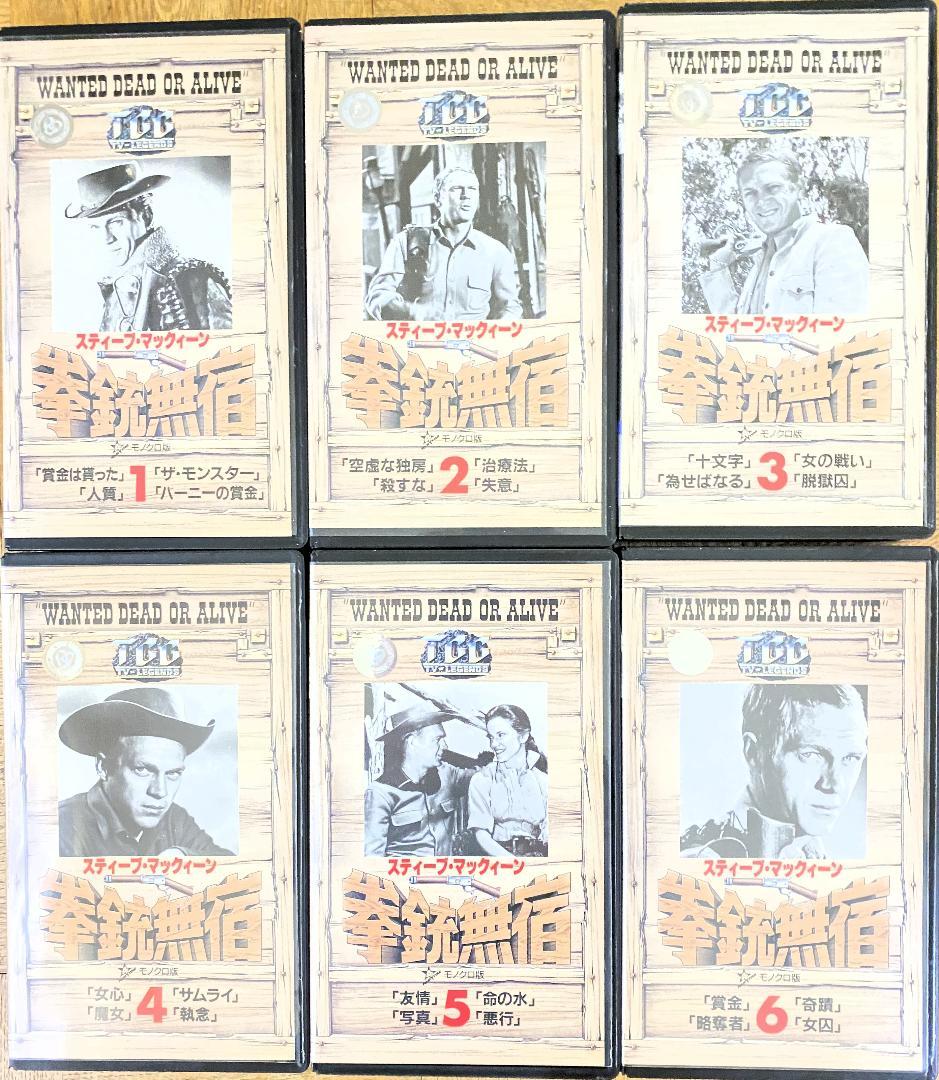 "WANTED DEAD OR ALIVE"
ICC
TV-LEGENDS
スティーブ・マックィーン
拳銃無宿
モノクロ版
「賞金は貰った」1「ザ・モンスター」
「人質」「バーニーの賞金」
"WANTED DEAD OR ALIVE"
ICC
TV-LEGENDS
スティーブ・マックィーン
拳銃無宿
モノクロ版
「空虚な独房」2「治療法」
「殺すな」「失意」
"WANTED DEAD OR ALIVE"
ICC
TV-LEGENDS
スティーブ・マックィーン
拳銃無宿
モノクロ版
「十文字」3「女の戦い」
「為せばなる」「脱獄囚」
"WANTED DEAD OR ALIVE"
ICC
TV-LEGENDS
スティーブ・マックィーン
拳銃無宿
モノクロ版
「女心」4「サムライ」
「魔女」「執念」
"WANTED DEAD OR ALIVE"
ICC
TV-LEGENDS
スティーブ・マックィーン
拳銃無宿
モノクロ版
「友情」5「命の水」
「写真」「悪行」
"WANTED DEAD OR ALIVE"
ICC
TV-LEGENDS
スティーブ・マックィーン
拳銃無宿
モノクロ版
「賞金」6「奇蹟」
「略奪者」「女囚」